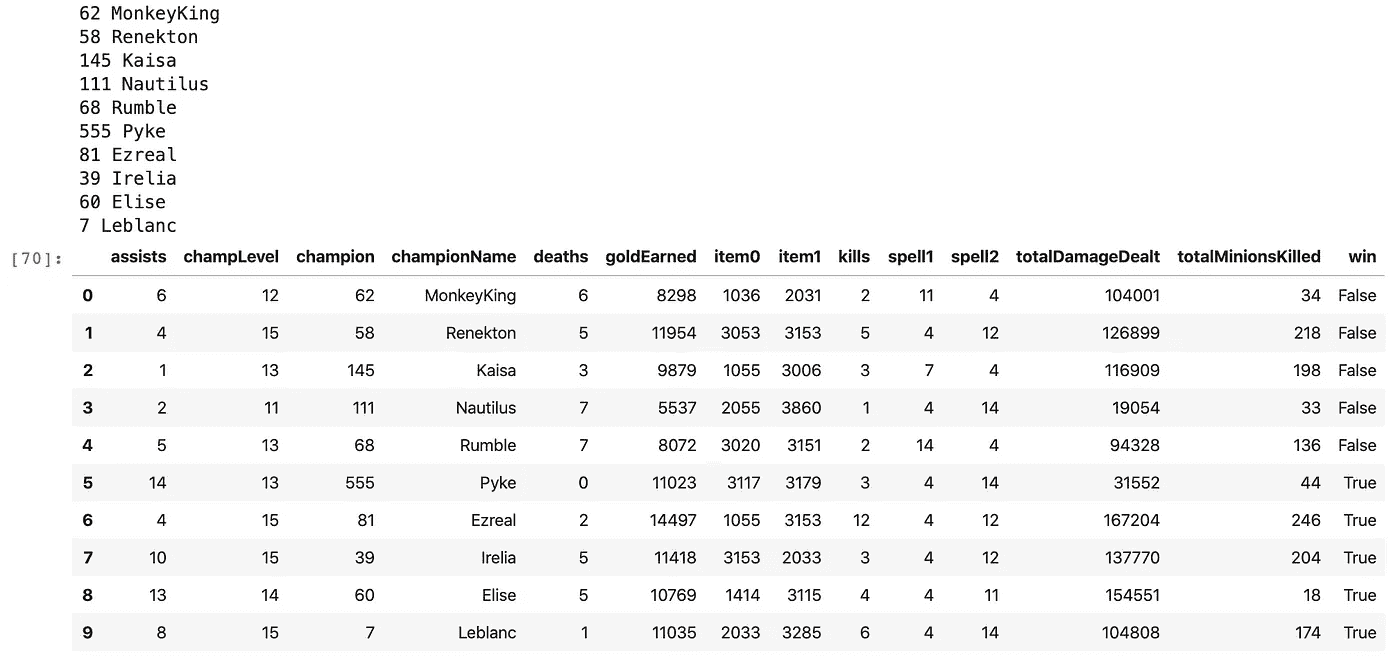 62 MonkeyKing
58 Renekton
145 Kaisa
111 Nautilus
68 Rumble
555 Pyke
81 Ezreal
39 Irelia
60 Elise
7 Leblanc
[70]: assists champLevel champion championName deaths goldEarned item0 item1 kills spell1 spell2 totalDamageDealt totalMinionsKilled win
0 6 12 62 MonkeyKing 6 8298 1036 2031 2 11 4 104001 34 False
1 4 15 58 Renekton 5 11954 3053 3153 5 4 12 126899 218 False
2 1 13 145 Kaisa 3 9879 1055 3006 3 7 4 116909 198 False
3 2 11 111 Nautilus 7 5537 2055 3860 1 4 14 19054 33 False
4 5 13 68 Rumble 7 8072 3020 3151 2 14 4 94328 136 False
5 14 13 555 Pyke 0 11023 3117 3179 3 4 14 31552 44 True
6 4 15 81 Ezreal 2 14497 1055 3153 12 4 12 167204 246 True
7 10 15 39 Irelia 5 11418 3153 2033 3 4 12 137770 204 True
8 13 14 60 Elise 5 10769 1414 3115 4 4 11 154551 18 True
9 8 15 7 Leblanc 1 11035 2033 3285 6 4 14 104808 174 True